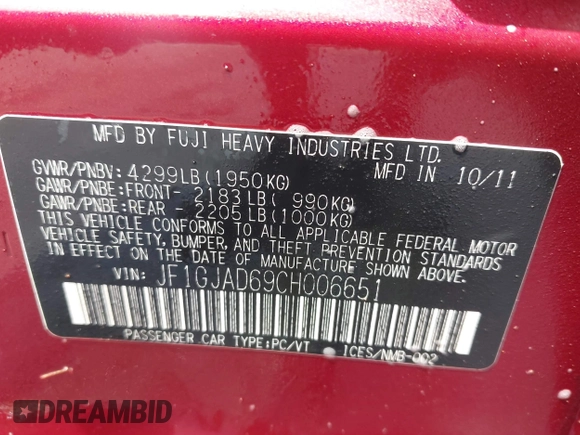 MFD BY FUJI HEAVY INDUSTRIES LTD.
GVWR/PNBV: 4299LB (1950KG) MFD IN 10/11
GAWR/PNBE: FRONT- 2183LB ( 990KG)
GAWR/PNBE: REAR - 2205LB (1000KG)
THIS VEHICLE CONFORMS TO ALL APPLICABLE FEDERAL MOTOR
VEHICLE SAFETY, BUMPER, AND THEFT PREVENTION STANDARDS
IN EFFECT ON THE DATE OF MANUFACTURE SHOWN ABOVE.
VIN: JF1GJAD69CH006651
PASSENGER CAR TYPE:PC/VT ICES/NMB-002
DREAMBID